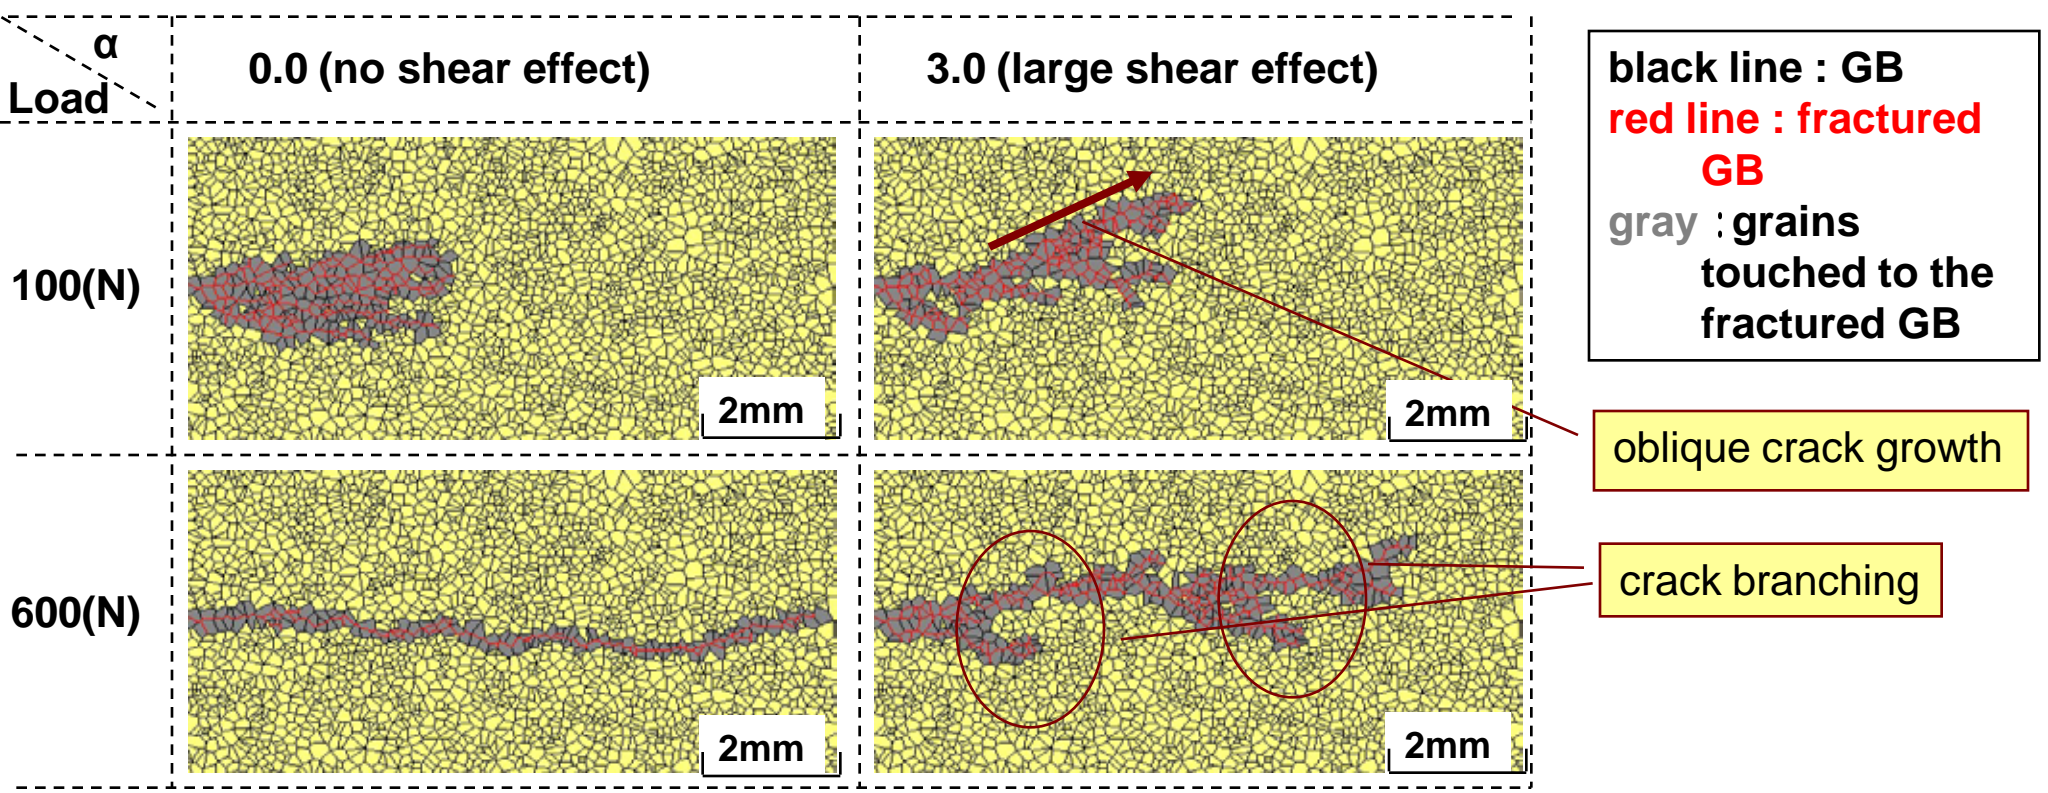 α
Load
0.0 (no shear effect)
3.0 (large shear effect)
100(N)
2mm
2mm
600(N)
2mm
2mm
black line : GB
red line : fractured
GB
gray : grains
touched to the
fractured GB
oblique crack growth
crack branching